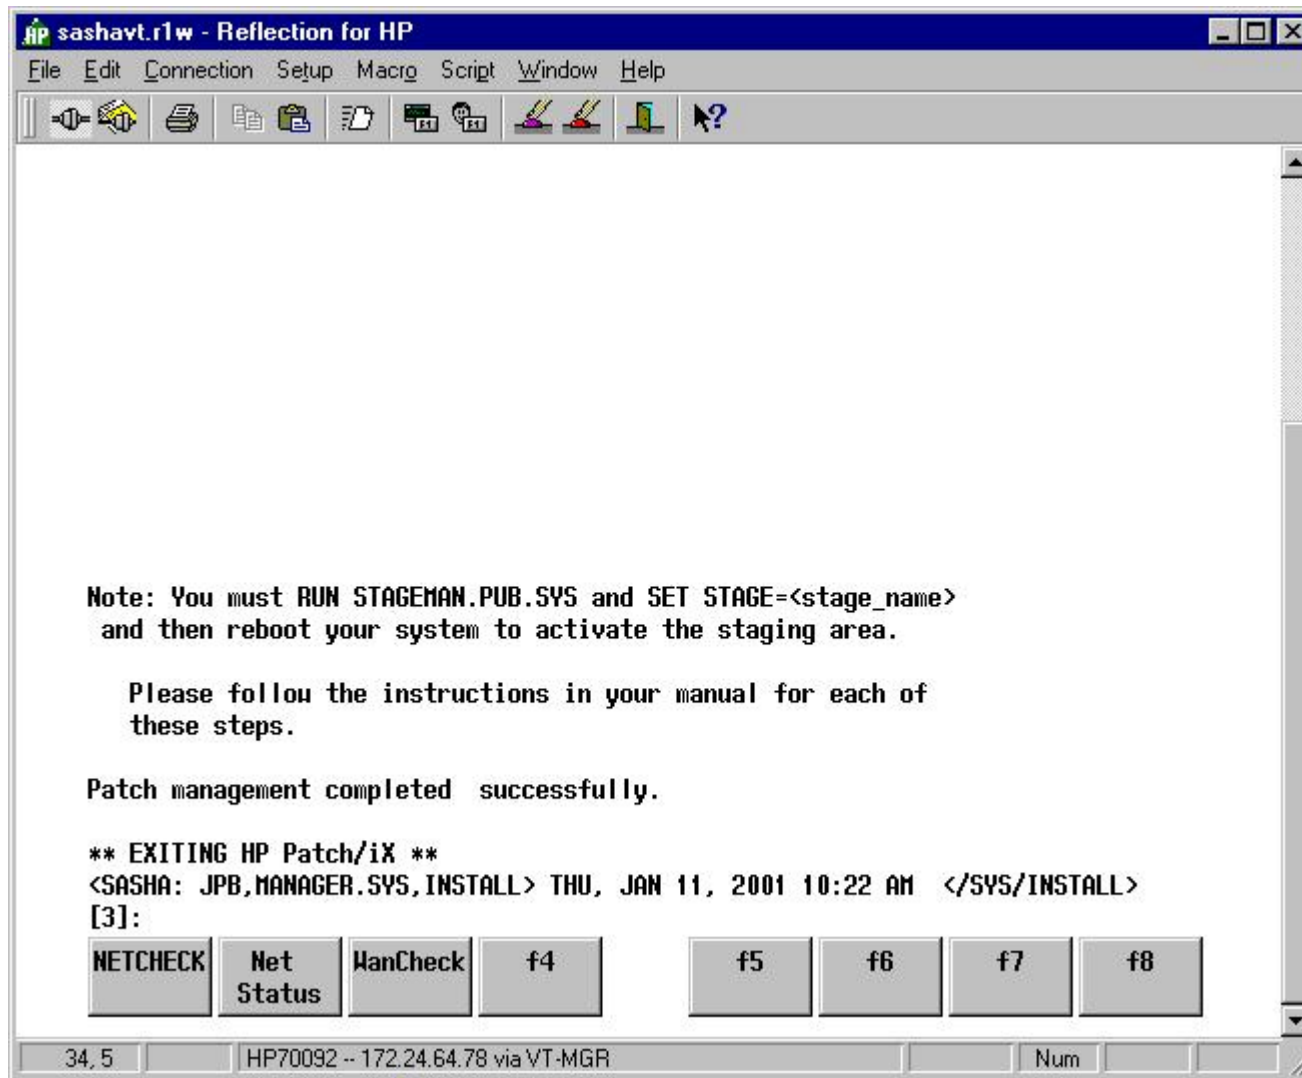 sashavt.r1w - Reflection for HP
File Edit Connection Setup Macro Script Window Help
Note: You must RUN STAGEMAN.PUB.SYS and SET STAGE=<stage_name>
and then reboot your system to activate the staging area.
Please follow the instructions in your manual for each of
these steps.
Patch management completed  successfully.
** EXITING HP Patch/iX **
<SASHA: JPB,MANAGER.SYS,INSTALL> THU, JAN 11, 2001 10:22 AM  </SYS/INSTALL>
[3]:
NETCHECK Net Status WanCheck f4 f5 f6 f7 f8
34, 5 HP70092 -- 172.24.64.78 via VT-MGR Num